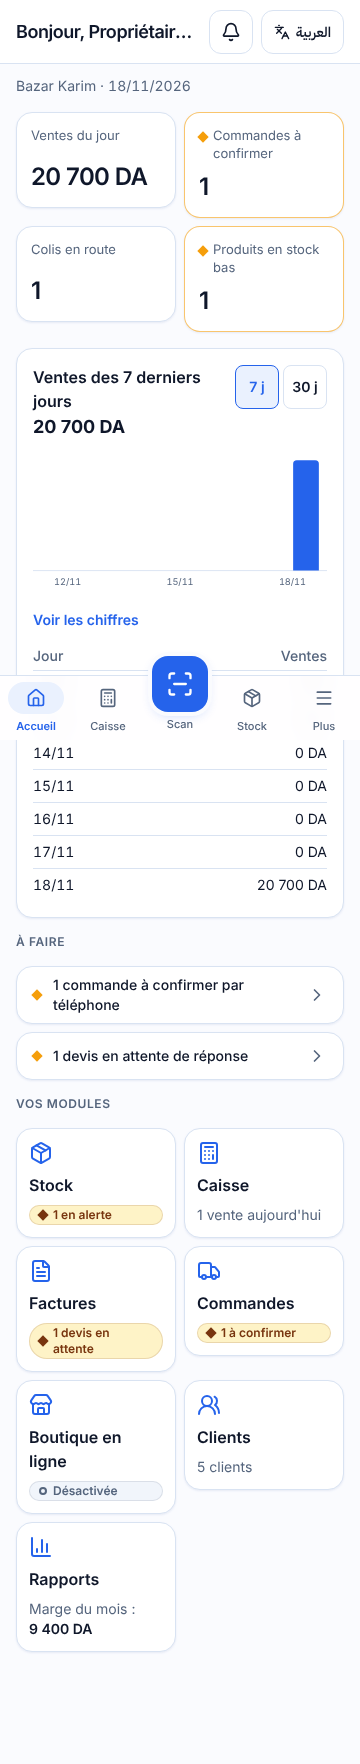 Bonjour, Propriétair...
العربية
Bazar Karim · 18/11/2026
Ventes du jour
20 700 DA
Commandes à
confirmer
1
Colis en route
1
Produits en stock
bas
1
Ventes des 7 derniers
jours
20 700 DA
7 j
30 j
12/11
15/11
18/11
Voir les chiffres
Jour
Ventes
Accueil
Caisse
Scan
Stock
Plus
14/11 0 DA
15/11 0 DA
16/11 0 DA
17/11 0 DA
18/11 20 700 DA
À FAIRE
1 commande à confirmer par
téléphone
1 devis en attente de réponse
VOS MODULES
Stock
1 en alerte
Caisse
1 vente aujourd'hui
Factures
1 devis en
attente
Commandes
1 à confirmer
Boutique en
ligne
Désactivée
Clients
5 clients
Rapports
Marge du mois :
9 400 DA